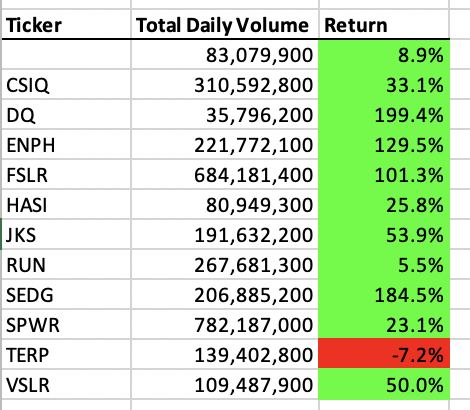 Ticker Total Daily Volume Return
83,079,900 8.9%
CSIQ 310,592,800 33.1%
DQ 35,796,200 199.4%
ENPH 221,772,100 129.5%
FSLR 684,181,400 101.3%
HASI 80,949,300 25.8%
JKS 191,632,200 53.9%
RUN 267,681,300 5.5%
SEDG 206,885,200 184.5%
SPWR 782,187,000 23.1%
TERP 139,402,800 -7.2%
VSLR 109,487,900 50.0%